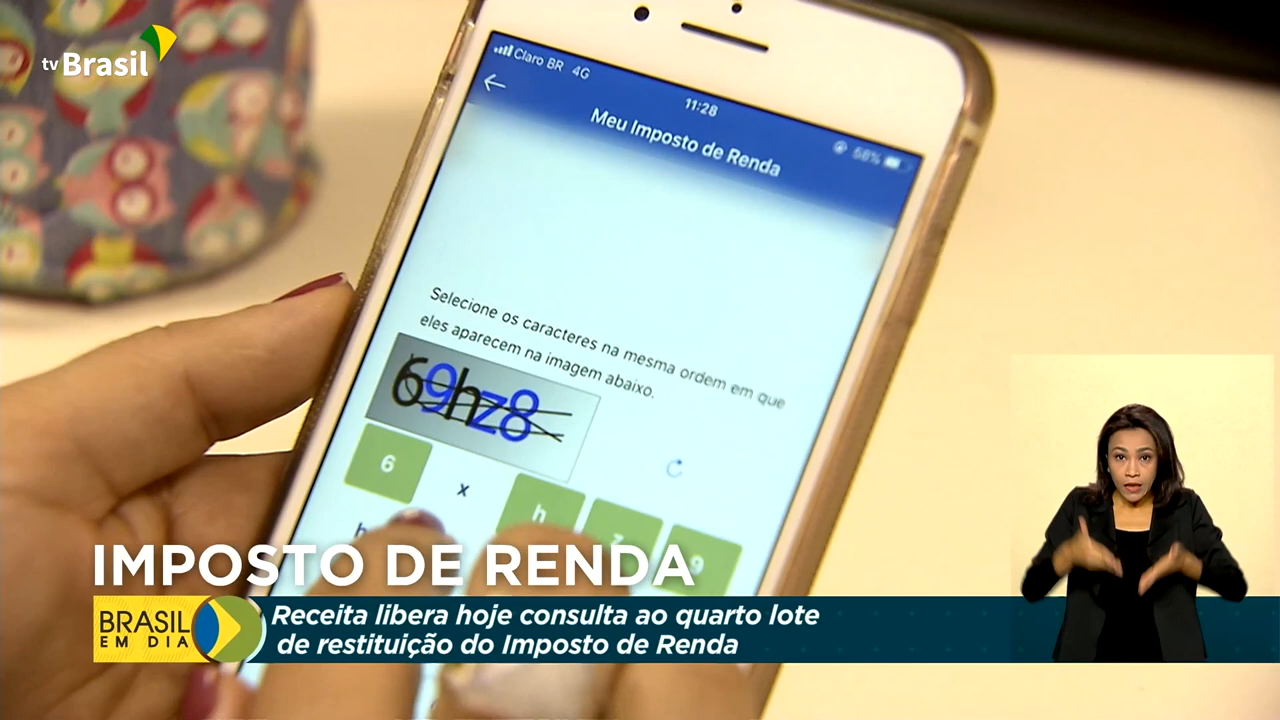 tv Brasil
Claro BR 4G
11:28
58%
Meu Imposto de Renda
Selecione os caracteres na mesma ordem em que
eles aparecem na imagem abaixo.
69hz8
6 x h z 9
h
IMPOSTO DE RENDA
BRASIL
EM DIA
Receita libera hoje consulta ao quarto lote
de restituição do Imposto de Renda